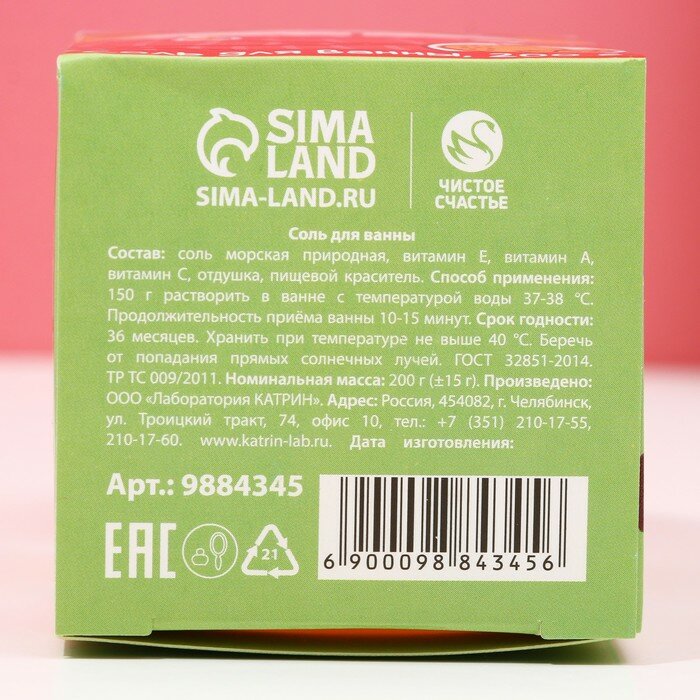 СОЛЬ ДЛЯ ВАННЫ, 200
SIMA
LAND
SIMA-LAND.RU
ЧИСТОЕ
СЧАСТЬЕ
Соль для ванны
Состав: соль морская природная, витамин Е, витамин А,
витамин С, отдушка, пищевой краситель. Способ применения:
150 г растворить в ванне с температурой воды 37-38 °С.
Продолжительность приёма ванны 10-15 минут. Срок годности:
36 месяцев. Хранить при температуре не выше 40 °С. Беречь
от попадания прямых солнечных лучей. ГОСТ 32851-2014.
ТР ТС 009/2011. Номинальная масса: 200 г (±15 г). Произведено:
ООО «Лаборатория КАТРИН». Адрес: Россия, 454082, г. Челябинск,
ул. Троицкий тракт, 74, офис 10, тел.: +7 (351) 210-17-55,
210-17-60. www.katrin-lab.ru. Дата изготовления:
Арт.: 9884345
EAC
21
6 900098 843456